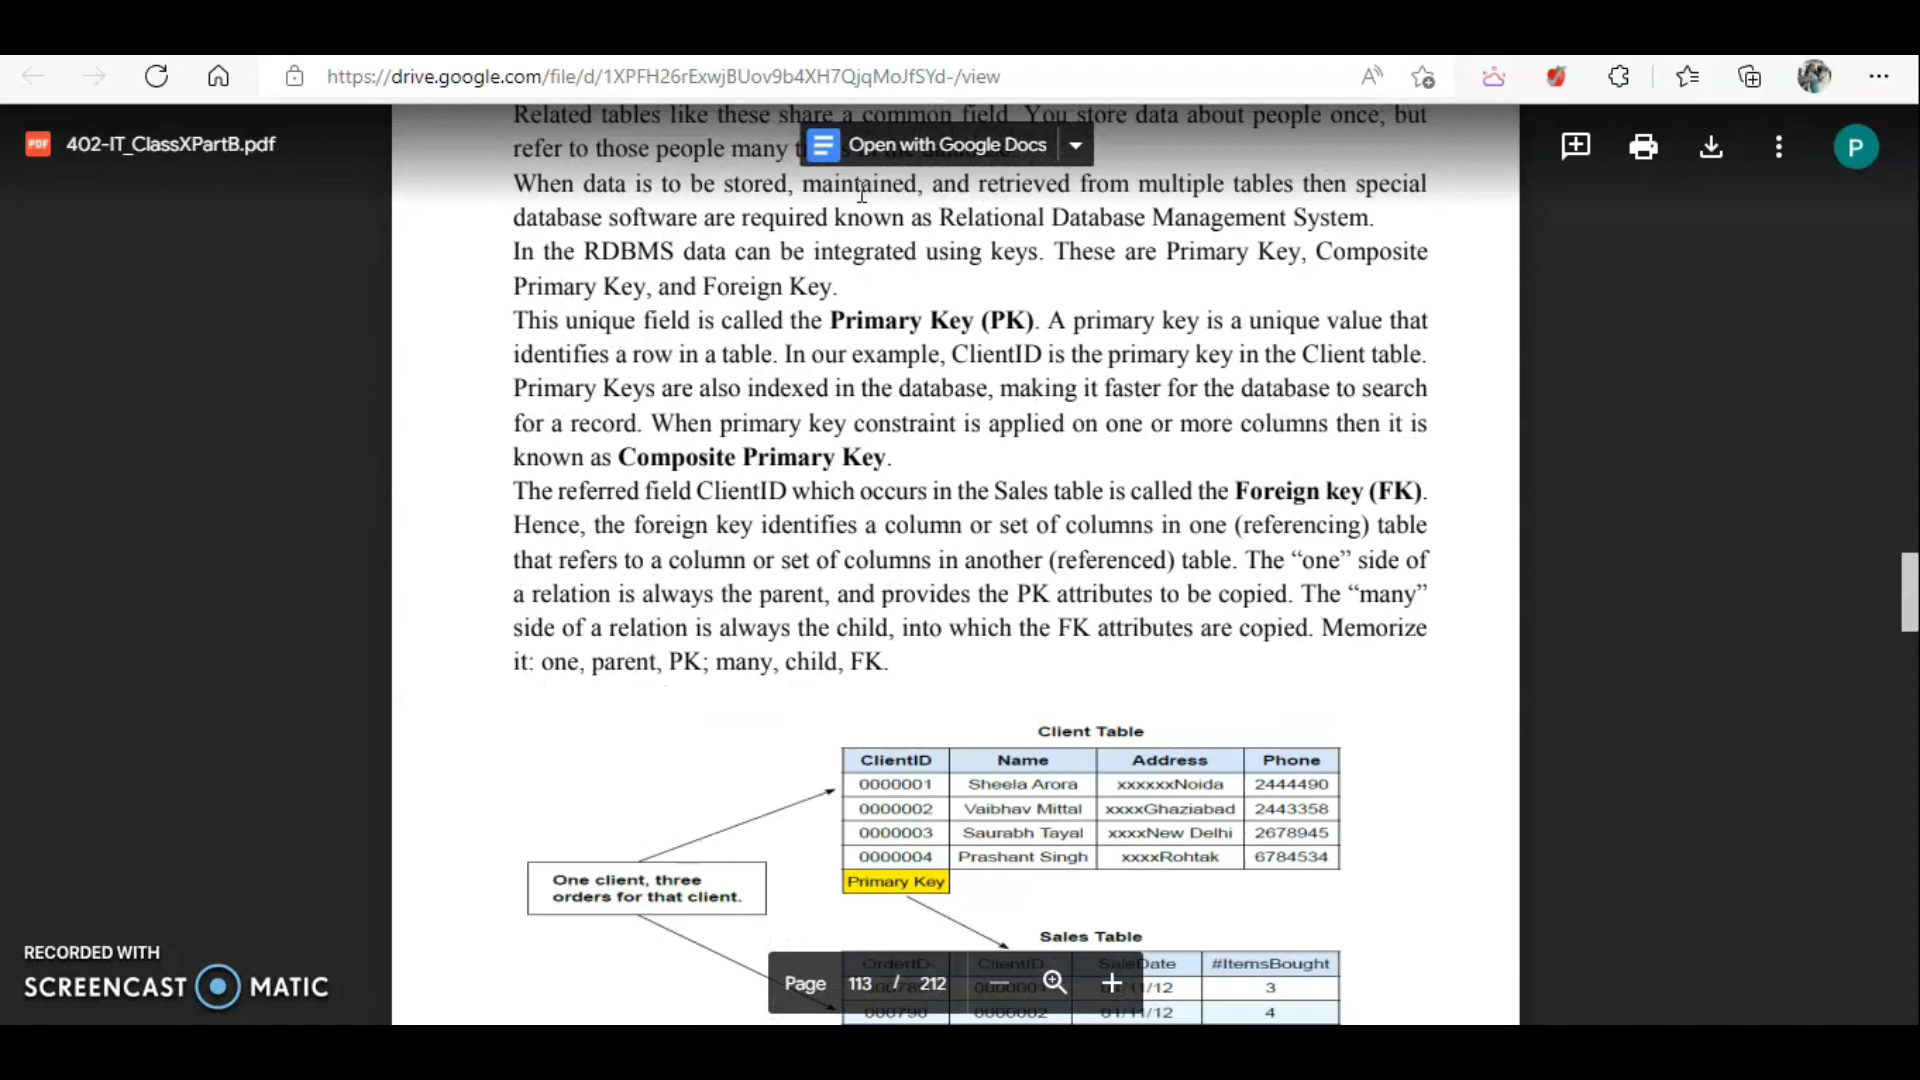 https://drive.google.com/file/d/1XPFH26rExwjBUov9b4XH7QjqMoJfSYd-/view
402-IT_ClassXPartB.pdf
Open with Google Docs
P
Related tables like these share a common field. You store data about people once, but
refer to those people many
When data is to be stored, maintained, and retrieved from multiple tables then special
database software are required known as Relational Database Management System.
In the RDBMS data can be integrated using keys. These are Primary Key, Composite
Primary Key, and Foreign Key.
This unique field is called the Primary Key (PK). A primary key is a unique value that
identifies a row in a table. In our example, ClientID is the primary key in the Client table.
Primary Keys are also indexed in the database, making it faster for the database to search
for a record. When primary key constraint is applied on one or more columns then it is
known as Composite Primary Key.
The referred field ClientID which occurs in the Sales table is called the Foreign key (FK).
Hence, the foreign key identifies a column or set of columns in one (referencing) table
that refers to a column or set of columns in another (referenced) table. The “one” side of
a relation is always the parent, and provides the PK attributes to be copied. The “many”
side of a relation is always the child, into which the FK attributes are copied. Memorize
it: one, parent, PK; many, child, FK.
Client Table
ClientID Name Address Phone
0000001 Sheela Arora xxxxxxNoida 2444490
0000002 Vaibhav Mittal xxxxGhaziabad 2443358
0000003 Saurabh Tayal xxxxNew Delhi 2678945
0000004 Prashant Singh xxxxRohtak 6784534
Primary Key
One client, three
orders for that client.
Sales Table
OrderID ClientID SaleDate #ItemsBought
3
000790 0000002 01/11/12 4
Page 113 / 212
RECORDED WITH
SCREENCAST MATIC